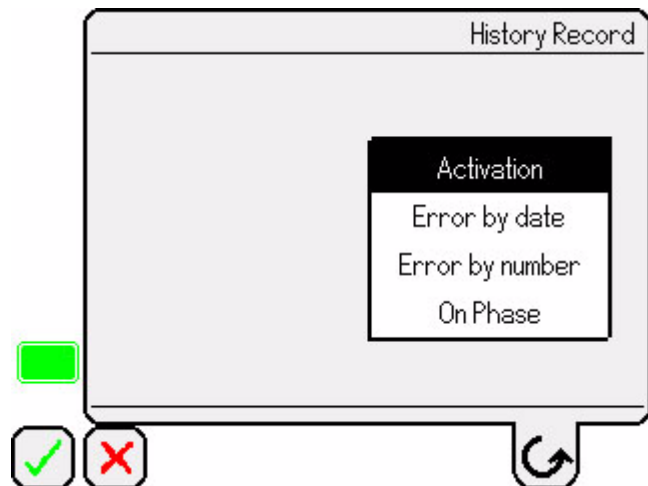 History Record
Activation
Error by date
Error by number
On Phase